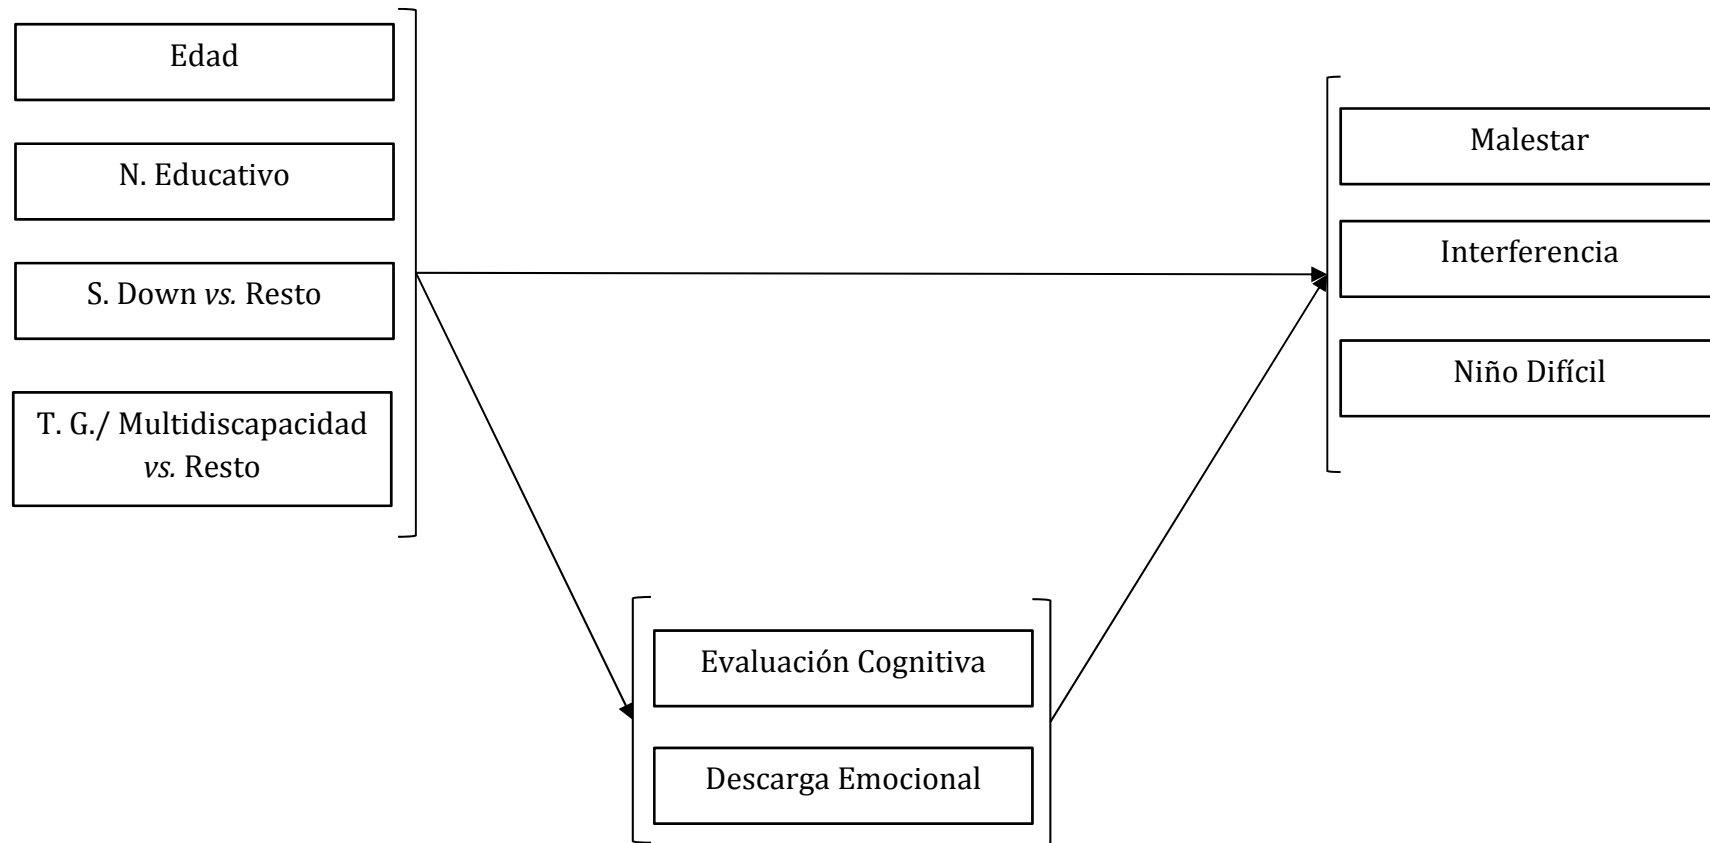 Edad
N. Educativo
S. Down vs. Resto
T. G./ Multidiscapacidad
vs. Resto
Malestar
Interferencia
Niño Difícil
Evaluación Cognitiva
Descarga Emocional